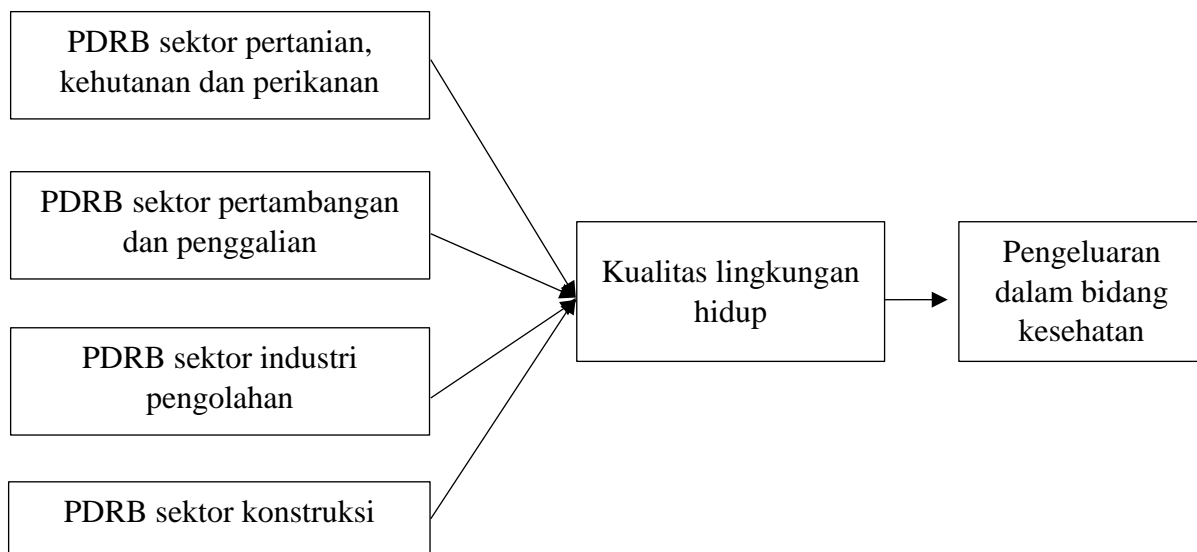 PDRB sektor pertanian,
kehutanan dan perikanan
PDRB sektor pertambangan
dan penggalian
PDRB sektor industri
pengolahan
PDRB sektor konstruksi
Kualitas lingkungan
hidup
Pengeluaran
dalam bidang
kesehatan